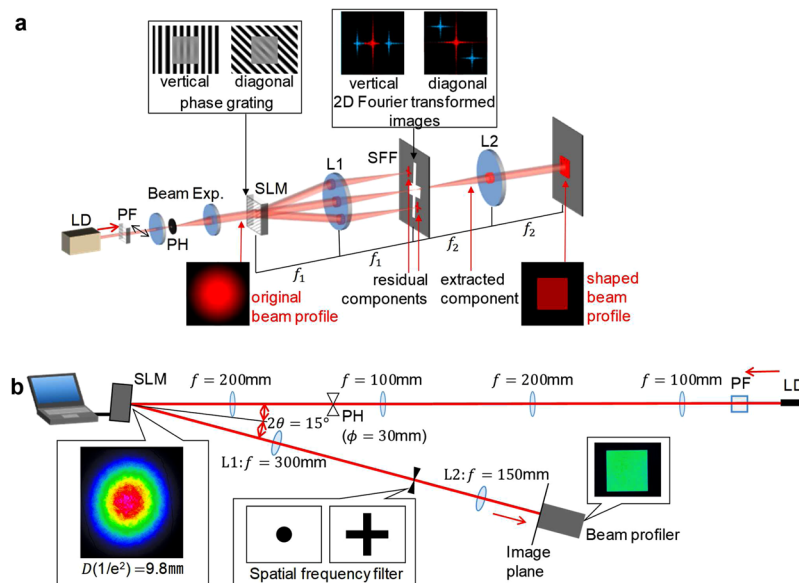 a
vertical
diagonal
phase grating
vertical
diagonal
2D Fourier transformed
images
LD
PF
Beam Exp.
PH
SLM
L1
SFF
L2
f₁
f₁
f₂
f₂
original
beam profile
residual
components
extracted
component
shaped
beam
profile
b
SLM
f = 200mm
f = 100mm
f = 200mm
f = 100mm
PF
LD
2θ = 15°
PH
(ϕ = 30mm)
L1: f = 300mm
L2: f = 150mm
D(1/e²) =9.8mm
Spatial frequency filter
Image
plane
Beam profiler